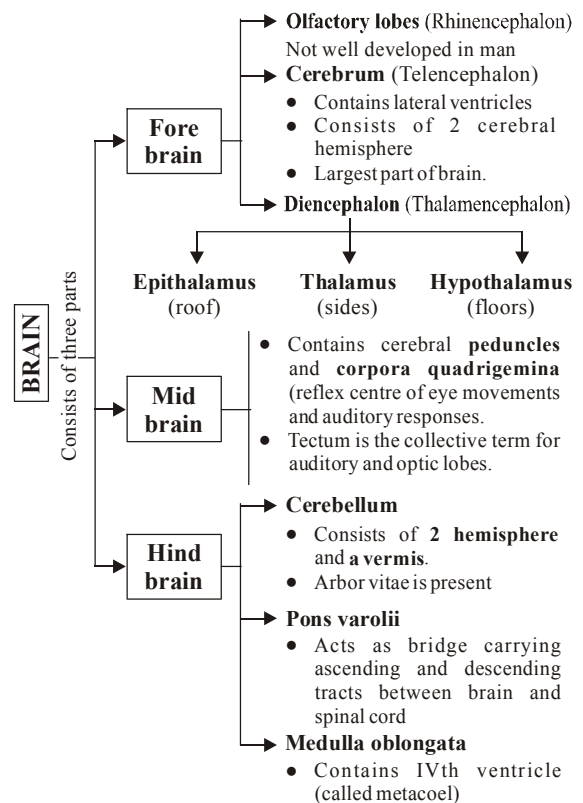 Olfactory lobes (Rhinencephalon)
Not well developed in man
Cerebrum (Telencephalon)
● Contains lateral ventricles
● Consists of 2 cerebral
hemisphere
● Largest part of brain.
Diencephalon (Thalamencephalon)
Fore
brain
Epithalamus
(roof)
Thalamus
(sides)
Hypothalamus
(floors)
BRAIN
Consists of three parts
Mid
brain
● Contains cerebral peduncles
and corpora quadrigemina
(reflex centre of eye movements
and auditory responses.
● Tectum is the collective term for
auditory and optic lobes.
Hind
brain
Cerebellum
● Consists of 2 hemisphere
and a vermis.
● Arbor vitae is present
Pons varolii
● Acts as bridge carrying
ascending and descending
tracts between brain and
spinal cord
Medulla oblongata
● Contains IVth ventricle
(called metacoel)